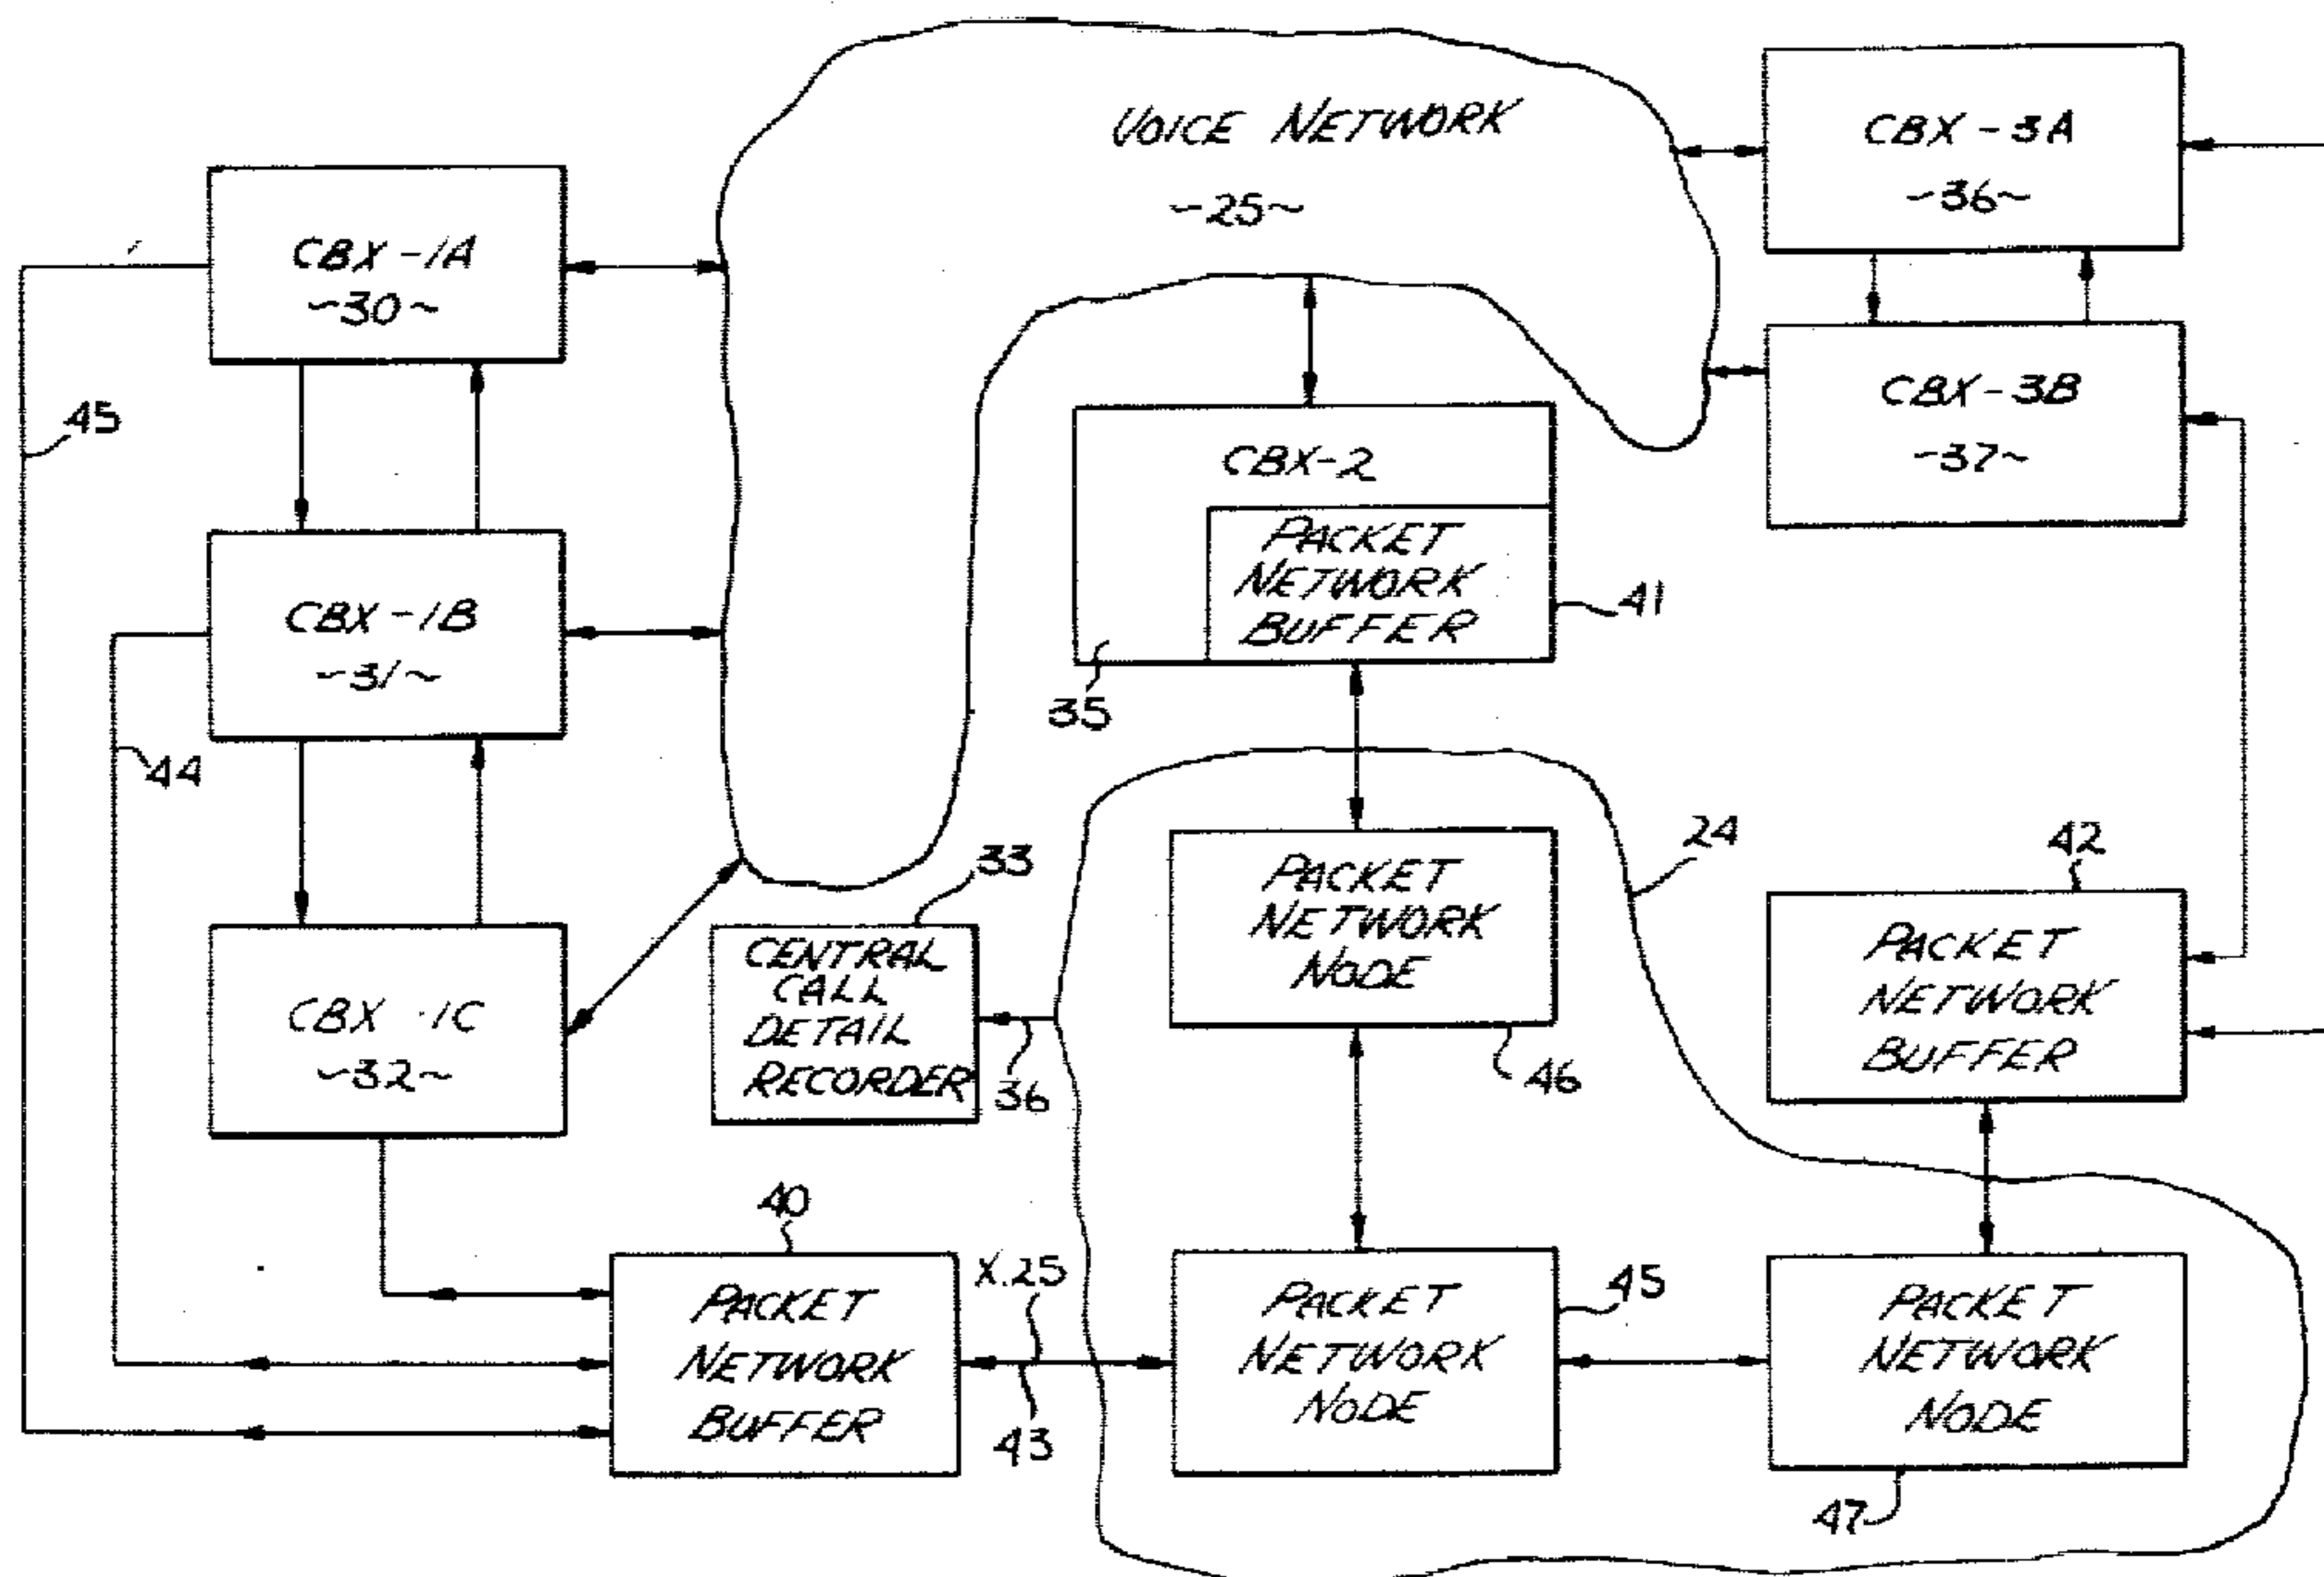 VOICE NETWORK
~25~
CBX-3A
~36~
CBX-1A
~30~
CBX-3B
~37~
45
CBX-2
PACKET
NETWORK
BUFFER
41
35
CBX-1B
~31~
44
24
42
33
PACKET
NETWORK
NODE
46
CENTRAL
CALL
DETAIL
RECORDER
36
PACKET
NETWORK
BUFFER
CBX-1C
~32~
40
PACKET
NETWORK
BUFFER
X.25
43
PACKET
NETWORK
NODE
45
PACKET
NETWORK
NODE
47